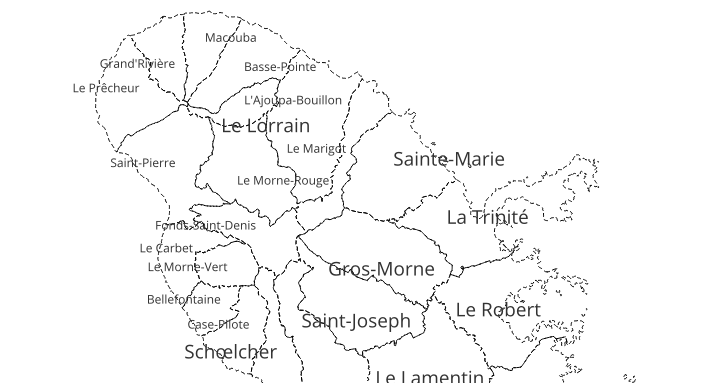 Macouba
Grand'Rivière
Basse-Pointe
Le Prêcheur
L'Ajoupa-Bouillon
Le Lorrain
Le Marigot
Sainte-Marie
Saint-Pierre
Le Morne-Rouge
La Trinité
Fonds-Saint-Denis
Le Carbet
Le Morne-Vert
Gros-Morne
Bellefontaine
Le Robert
Saint-Joseph
Case-Pilote
Schœlcher
Le Lamentin